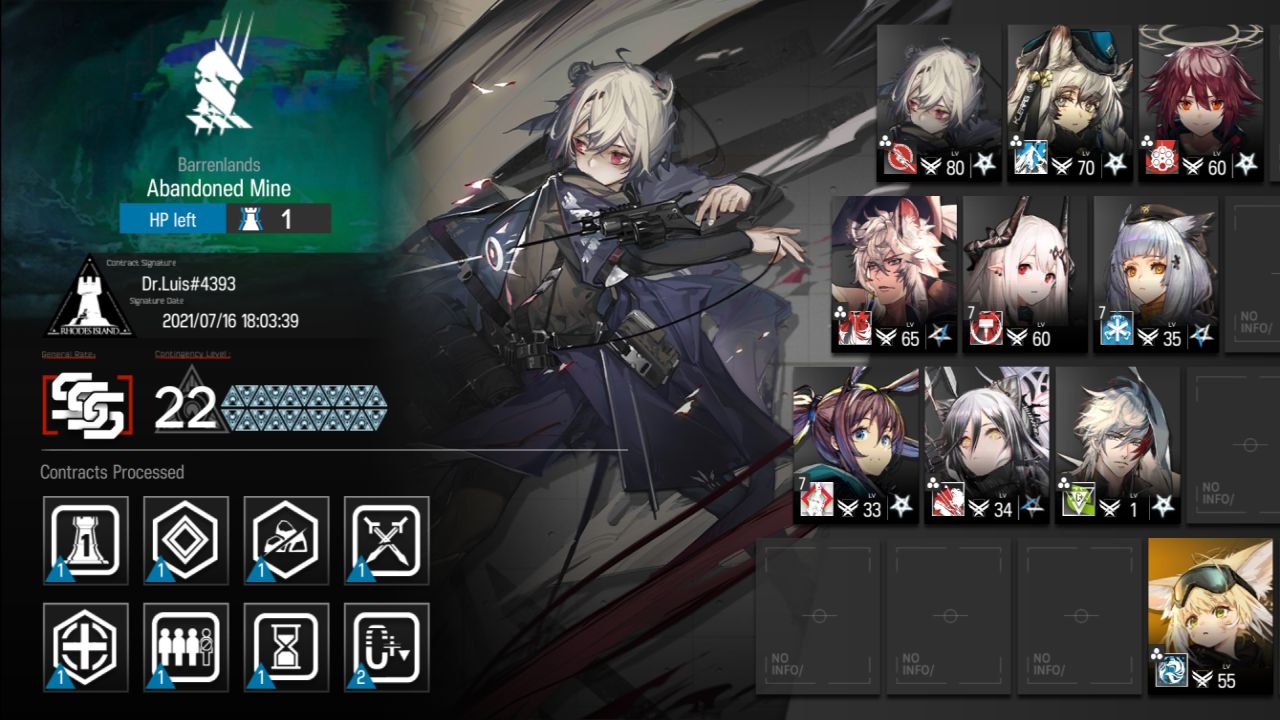 Barrenlands
Abandoned Mine
HP left 1
Contract Signature
Dr.Luis#4393
Signature Date
2021/07/16 18:03:39
RHODES ISLAND
General Rate:
Contingency Level:
SSS
22
Contracts Processed
1 1 1 1
1 1 1 2
LV 80
LV 70
LV 60
LV 65
7 LV 60
7 LV 35
NO INFO/
7 LV 33
LV 34
LV 1
NO INFO/
NO INFO/
NO INFO/
NO INFO/
LV 55